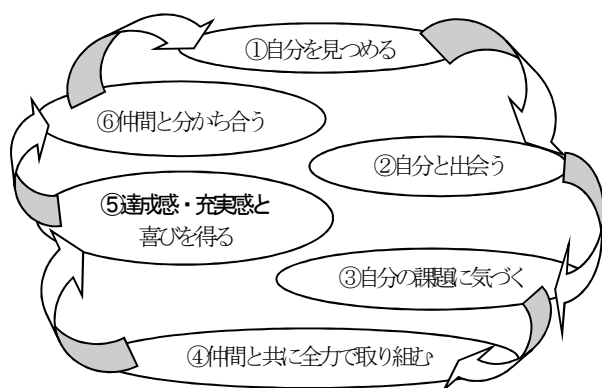 ①自分を見つめる
②自分と出会う
③自分の課題に気づく
④仲間と共に全力で取り組む
⑤達成感・充実感と
喜びを得る
⑥仲間と分かち合う